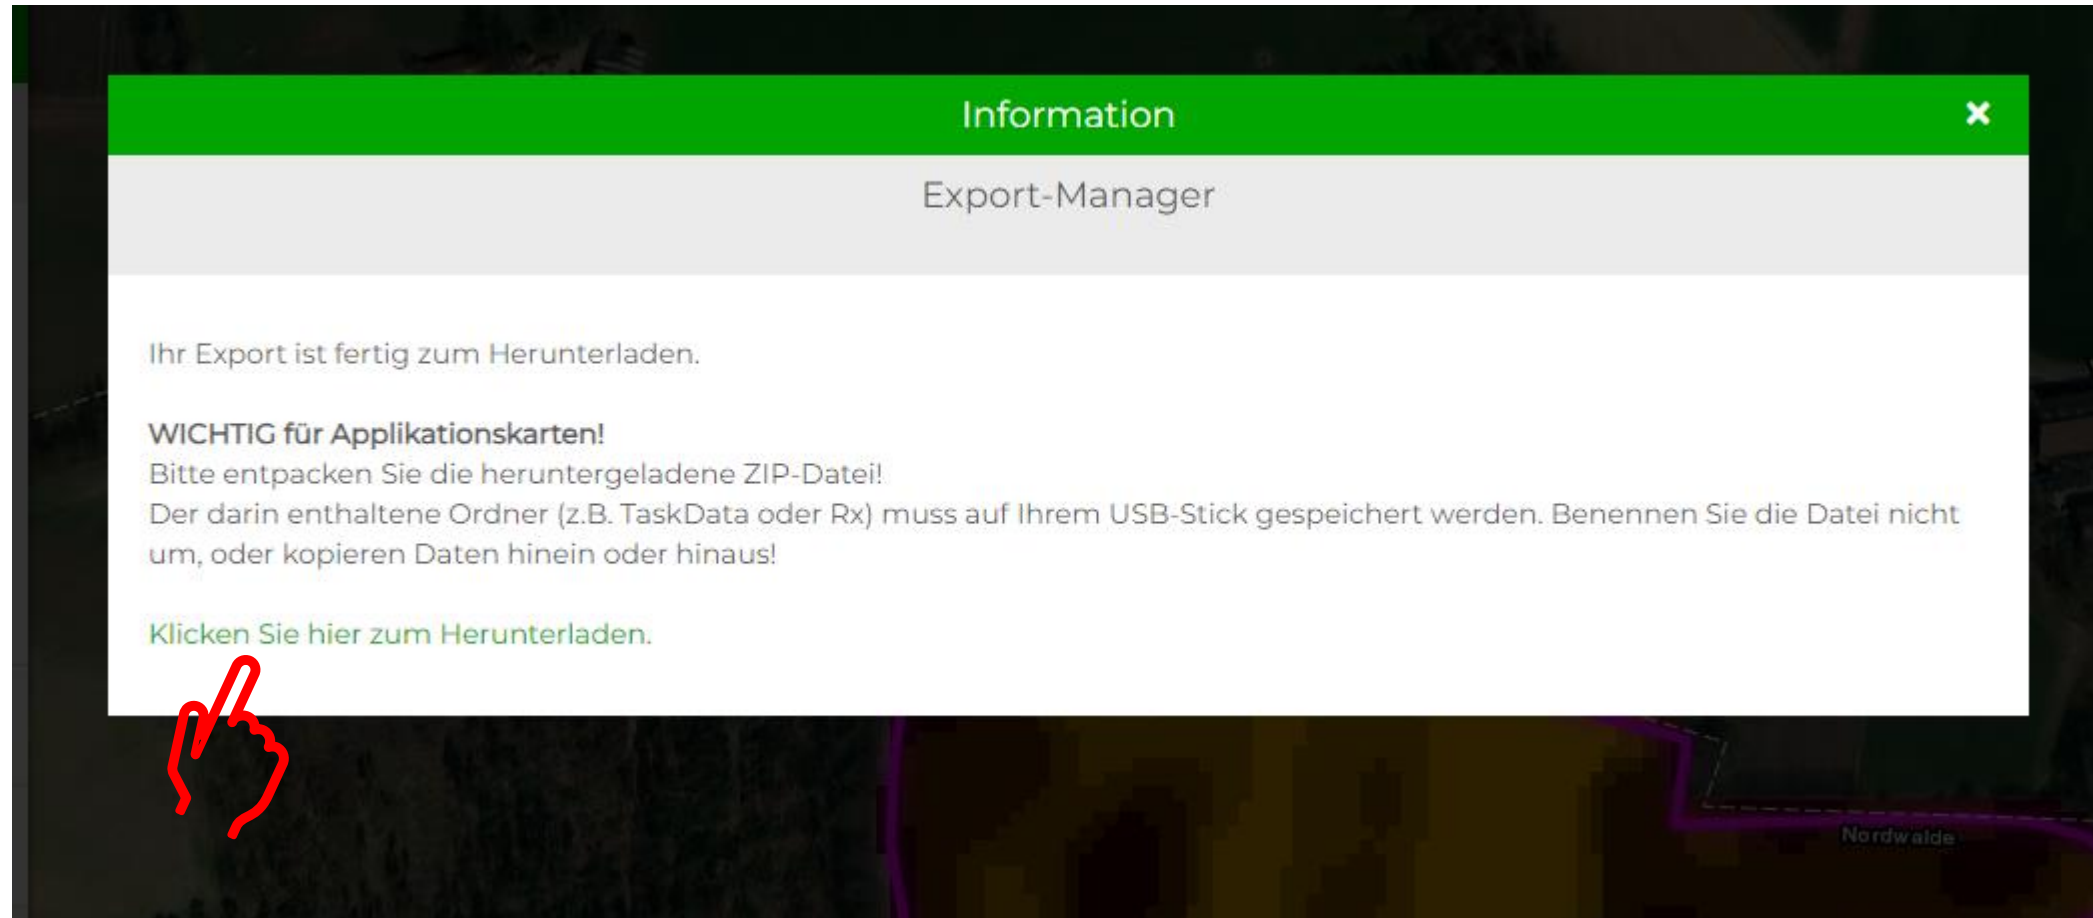 Information
Export-Manager
Ihr Export ist fertig zum Herunterladen.
WICHTIG für Applikationskarten!
Bitte entpacken Sie die heruntergeladene ZIP-Datei!
Der darin enthaltene Ordner (z.B. TaskData oder Rx) muss auf Ihrem USB-Stick gespeichert werden. Benennen Sie die Datei nicht
um, oder kopieren Daten hinein oder hinaus!
Klicken Sie hier zum Herunterladen.
Nordwalde